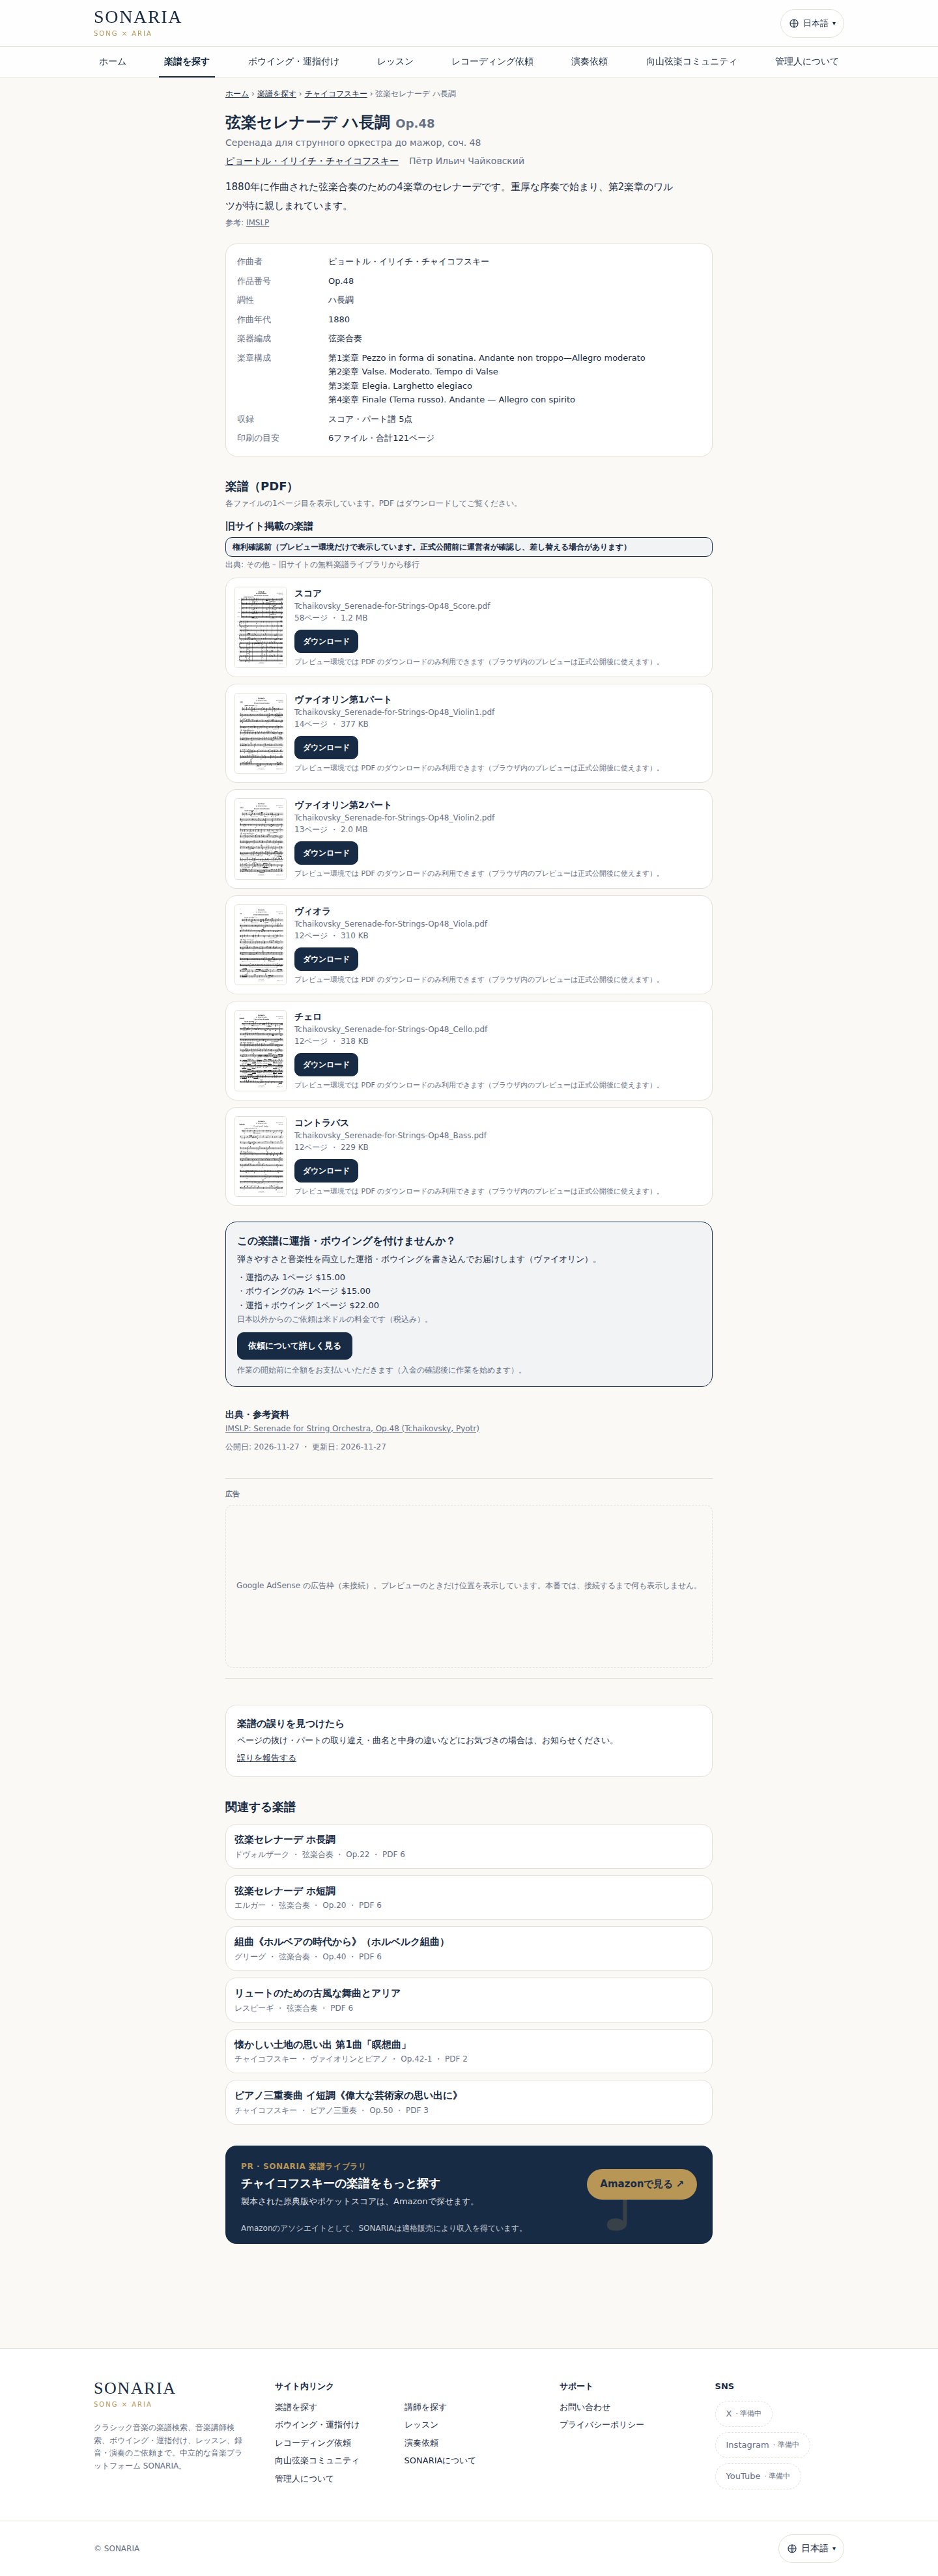 SONARIA
SONG × ARIA
日本語 ▾
ホーム
楽譜を探す
ボウイング・運指付け
レッスン
レコーディング依頼
演奏依頼
向山弦楽コミュニティ
管理人について
ホーム › 楽譜を探す › チャイコフスキー › 弦楽セレナーデ ハ長調
弦楽セレナーデ ハ長調 Op.48
Серенада для струнного оркестра до мажор, соч. 48
ピョートル・イリイチ・チャイコフスキー Пётр Ильич Чайковский
1880年に作曲された弦楽合奏のための4楽章のセレナーデです。重厚な序奏で始まり、第2楽章のワル
ツが特に親しまれています。
参考: IMSLP
作曲者 ピョートル・イリイチ・チャイコフスキー
作品番号 Op.48
調性 ハ長調
作曲年代 1880
楽器編成 弦楽合奏
楽章構成 第1楽章 Pezzo in forma di sonatina. Andante non troppo—Allegro moderato
第2楽章 Valse. Moderato. Tempo di Valse
第3楽章 Elegia. Larghetto elegiaco
第4楽章 Finale (Tema russo). Andante — Allegro con spirito
収録 スコア・パート譜 5点
印刷の目安 6ファイル・合計121ページ
楽譜（PDF）
各ファイルの1ページ目を表示しています。PDF はダウンロードしてご覧ください。
旧サイト掲載の楽譜
権利確認前（プレビュー環境だけで表示しています。正式公開前に運営者が確認し、差し替える場合があります）
出典: その他 – 旧サイトの無料楽譜ライブラリから移行
スコア
Tchaikovsky_Serenade-for-Strings-Op48_Score.pdf
58ページ ・ 1.2 MB
ダウンロード
プレビュー環境では PDF のダウンロードのみ利用できます（ブラウザ内のプレビューは正式公開後に使えます）。
ヴァイオリン第1パート
Tchaikovsky_Serenade-for-Strings-Op48_Violin1.pdf
14ページ ・ 377 KB
ダウンロード
プレビュー環境では PDF のダウンロードのみ利用できます（ブラウザ内のプレビューは正式公開後に使えます）。
ヴァイオリン第2パート
Tchaikovsky_Serenade-for-Strings-Op48_Violin2.pdf
13ページ ・ 2.0 MB
ダウンロード
プレビュー環境では PDF のダウンロードのみ利用できます（ブラウザ内のプレビューは正式公開後に使えます）。
ヴィオラ
Tchaikovsky_Serenade-for-Strings-Op48_Viola.pdf
12ページ ・ 310 KB
ダウンロード
プレビュー環境では PDF のダウンロードのみ利用できます（ブラウザ内のプレビューは正式公開後に使えます）。
チェロ
Tchaikovsky_Serenade-for-Strings-Op48_Cello.pdf
12ページ ・ 318 KB
ダウンロード
プレビュー環境では PDF のダウンロードのみ利用できます（ブラウザ内のプレビューは正式公開後に使えます）。
コントラバス
Tchaikovsky_Serenade-for-Strings-Op48_Bass.pdf
12ページ ・ 229 KB
ダウンロード
プレビュー環境では PDF のダウンロードのみ利用できます（ブラウザ内のプレビューは正式公開後に使えます）。
この楽譜に運指・ボウイングを付けませんか？
弾きやすさと音楽性を両立した運指・ボウイングを書き込んでお届けします（ヴァイオリン）。
・運指のみ 1ページ $15.00
・ボウイングのみ 1ページ $15.00
・運指＋ボウイング 1ページ $22.00
日本以外からのご依頼は米ドルの料金です（税込み）。
依頼について詳しく見る
作業の開始前に全額をお支払いいただきます（入金の確認後に作業を始めます）。
出典・参考資料
IMSLP: Serenade for String Orchestra, Op.48 (Tchaikovsky, Pyotr)
公開日: 2026-11-27 ・ 更新日: 2026-11-27
広告
Google AdSense の広告枠（未接続）。プレビューのときだけ位置を表示しています。本番では、接続するまで何も表示しません。
楽譜の誤りを見つけたら
ページの抜け・パートの取り違え・曲名と中身の違いなどにお気づきの場合は、お知らせください。
誤りを報告する
関連する楽譜
弦楽セレナーデ ホ長調
ドヴォルザーク ・ 弦楽合奏 ・ Op.22 ・ PDF 6
弦楽セレナーデ ホ短調
エルガー ・ 弦楽合奏 ・ Op.20 ・ PDF 6
組曲《ホルベアの時代から》（ホルベルク組曲）
グリーグ ・ 弦楽合奏 ・ Op.40 ・ PDF 6
リュートのための古風な舞曲とアリア
レスピーギ ・ 弦楽合奏 ・ PDF 6
懐かしい土地の思い出 第1曲「瞑想曲」
チャイコフスキー ・ ヴァイオリンとピアノ ・ Op.42-1 ・ PDF 2
ピアノ三重奏曲 イ短調《偉大な芸術家の思い出に》
チャイコフスキー ・ ピアノ三重奏 ・ Op.50 ・ PDF 3
PR · SONARIA 楽譜ライブラリ
チャイコフスキーの楽譜をもっと探す
製本された原典版やポケットスコアは、Amazonで探せます。
Amazonで見る ↗
Amazonのアソシエイトとして、SONARIAは適格販売により収入を得ています。
SONARIA
SONG × ARIA
クラシック音楽の楽譜検索、音楽講師検
索、ボウイング・運指付け、レッスン、録
音・演奏のご依頼まで。中立的な音楽プラ
ットフォーム SONARIA。
サイト内リンク
楽譜を探す
ボウイング・運指付け
レコーディング依頼
向山弦楽コミュニティ
管理人について
講師を探す
レッスン
演奏依頼
SONARIAについて
サポート
お問い合わせ
プライバシーポリシー
SNS
X · 準備中
Instagram · 準備中
YouTube · 準備中
© SONARIA
日本語 ▾